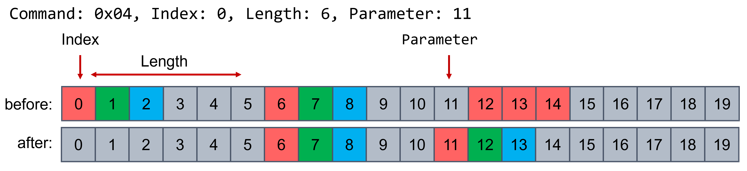 Command: 0x04, Index: 0, Length: 6, Parameter: 11
Index
Parameter
Length
before: 0 1 2 3 4 5 6 7 8 9 10 11 12 13 14 15 16 17 18 19
after: 0 1 2 3 4 5 6 7 8 9 10 11 12 13 14 15 16 17 18 19